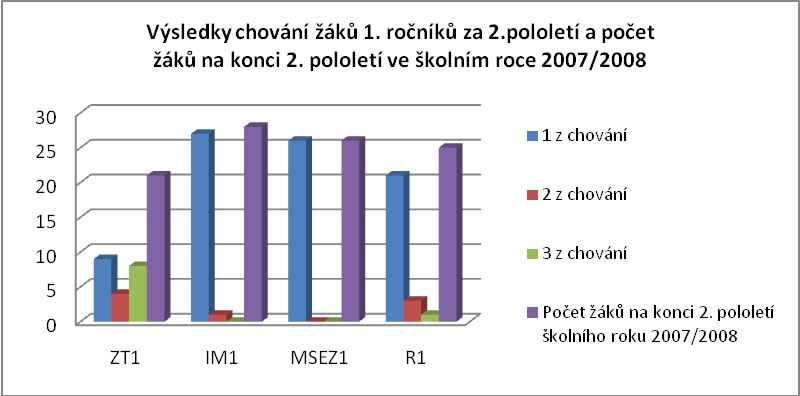 Výsledky chování žáků 1. ročníků za 2.pololetí a počet
žáků na konci 2. pololetí ve školním roce 2007/2008
30
25
20
15
10
5
0
ZT1
IM1
MSEZ1
R1
1 z chování
2 z chování
3 z chování
Počet žáků na konci 2. pololetí
školního roku 2007/2008